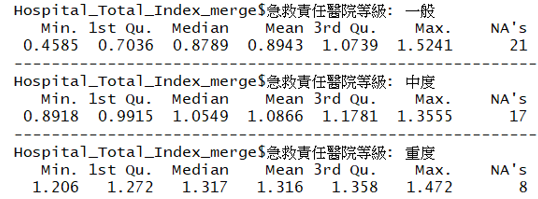 Hospital_Total_Index_merge$急救責任醫院等級: 一般
Min. 1st Qu. Median Mean 3rd Qu. Max. NA's
0.4585 0.7036 0.8789 0.8943 1.0739 1.5241 21
------------------------------------------------------------
Hospital_Total_Index_merge$急救責任醫院等級: 中度
Min. 1st Qu. Median Mean 3rd Qu. Max. NA's
0.8918 0.9915 1.0549 1.0866 1.1781 1.3555 17
------------------------------------------------------------
Hospital_Total_Index_merge$急救責任醫院等級: 重度
Min. 1st Qu. Median Mean 3rd Qu. Max. NA's
1.206 1.272 1.317 1.316 1.358 1.472 8